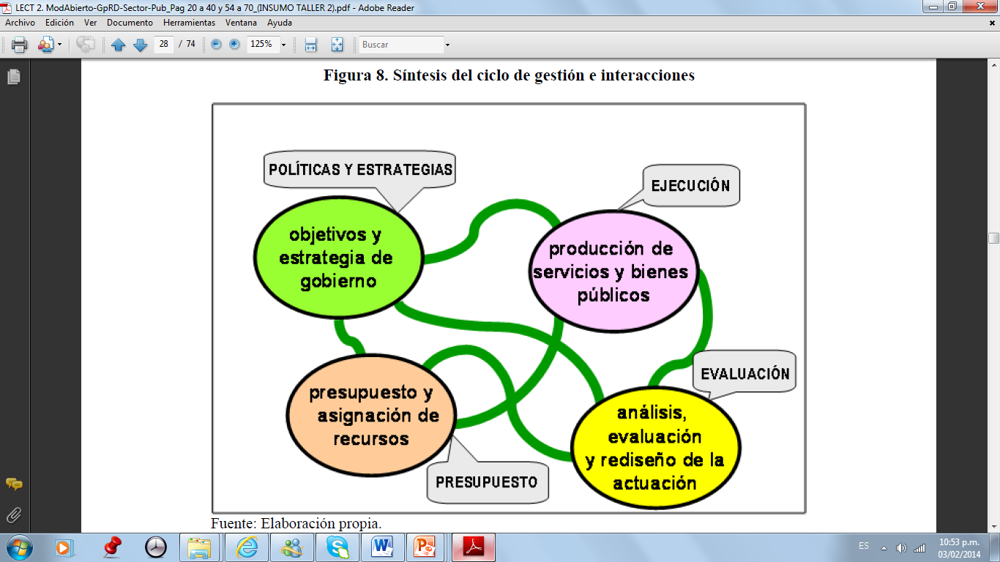 LECT 2. ModAbierto-GpRD-Sector-Pub_Pag 20 a 40 y 54 a 70_(INSUMO TALLER 2).pdf - Adobe Reader
Archivo Edición Ver Documento Herramientas Ventana Ayuda
28 / 74 125% Buscar
Figura 8. Síntesis del ciclo de gestión e interacciones
POLÍTICAS Y ESTRATEGIAS
objetivos y
estrategia de
gobierno
EJECUCIÓN
producción de
servicios y bienes
públicos
presupuesto y
asignación de
recursos
PRESUPUESTO
EVALUACIÓN
análisis,
evaluación
y rediseño de la
actuación
Fuente: Elaboración propia.
ES
10:53 p.m.
03/02/2014